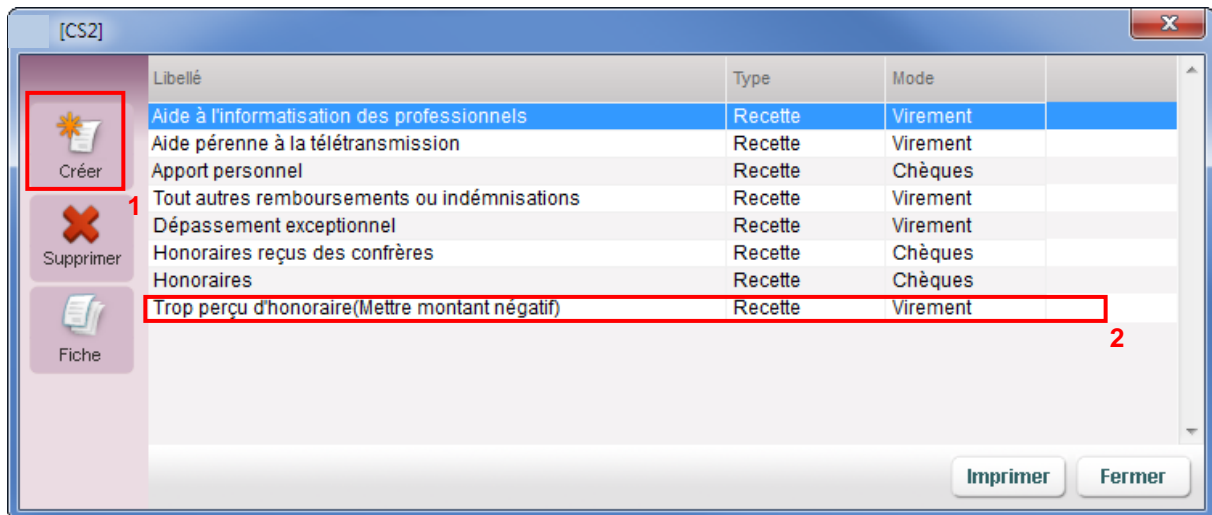 [CS2]
Libellé Type Mode
Aide à l'informatisation des professionnels Recette Virement
Aide pérenne à la télétransmission Recette Virement
Apport personnel Recette Chèques
Tout autres remboursements ou indémnisations Recette Virement
Dépassement exceptionnel Recette Virement
Honoraires reçus des confrères Recette Chèques
Honoraires Recette Chèques
Trop perçu d'honoraire(Mettre montant négatif) Recette Virement
Créer
1
Supprimer
Fiche
2
Imprimer Fermer